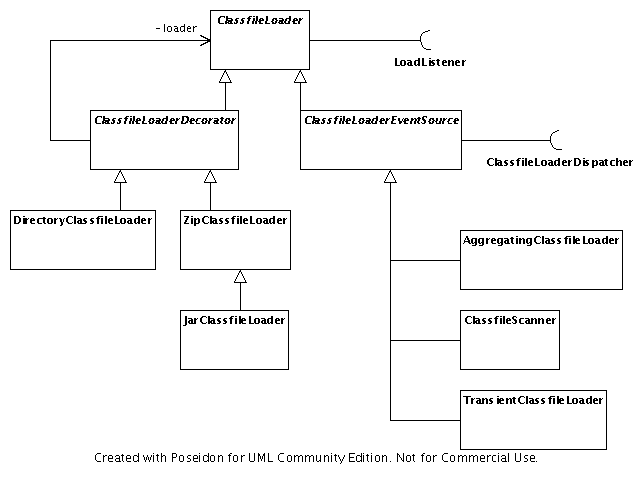 ClassfileLoader
- loader
LoadListener
ClassfileLoaderDecorator
ClassfileLoaderEventSource
ClassfileLoaderDispatcher
DirectoryClassfileLoader
ZipClassfileLoader
AggregatingClassfileLoader
JarClassfileLoader
ClassfileScanner
TransientClassfileLoader
Created with Poseidon for UML Community Edition. Not for Commercial Use.